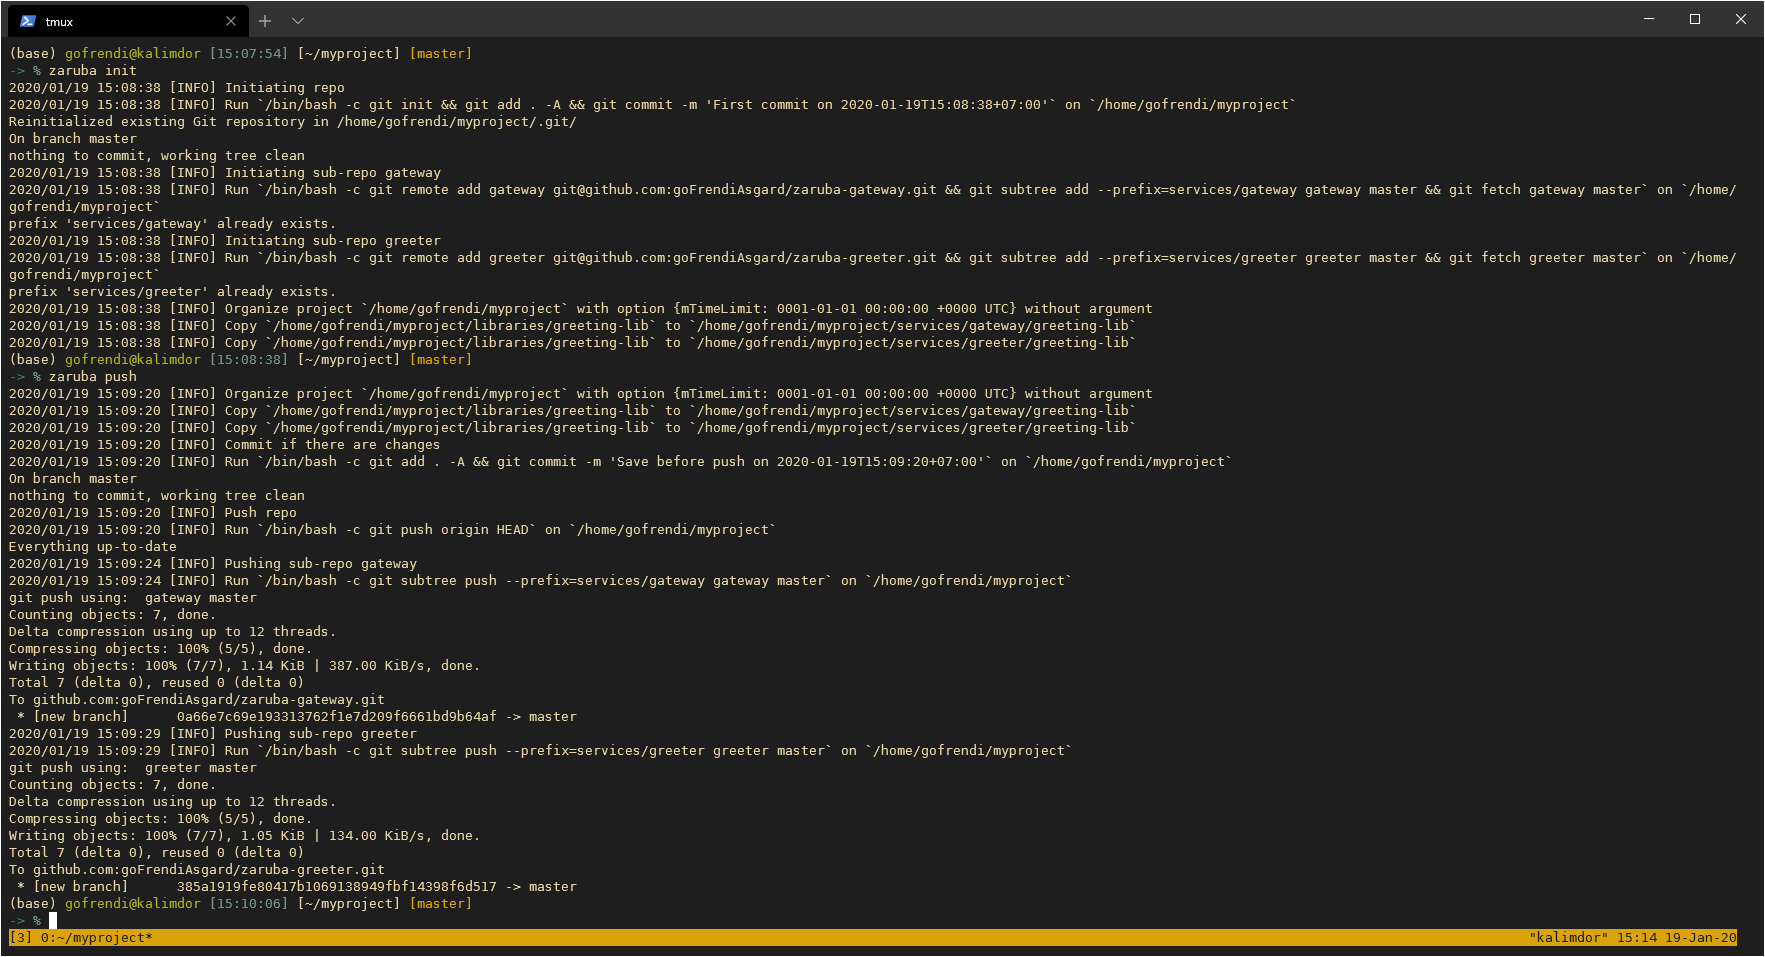 tmux
(base) gofrendi@kalimdor [15:07:54] [~/myproject] [master]
-> % zaruba init
2020/01/19 15:08:38 [INFO] Initiating repo
2020/01/19 15:08:38 [INFO] Run `/bin/bash -c git init && git add . -A && git commit -m 'First commit on 2020-01-19T15:08:38+07:00'` on `/home/gofrendi/myproject`
Reinitialized existing Git repository in /home/gofrendi/myproject/.git/
On branch master
nothing to commit, working tree clean
2020/01/19 15:08:38 [INFO] Initiating sub-repo gateway
2020/01/19 15:08:38 [INFO] Run `/bin/bash -c git remote add gateway git@github.com:goFrendiAsgard/zaruba-gateway.git && git subtree add --prefix=services/gateway gateway master && git fetch gateway master` on `/home/
gofrendi/myproject`
prefix 'services/gateway' already exists.
2020/01/19 15:08:38 [INFO] Initiating sub-repo greeter
2020/01/19 15:08:38 [INFO] Run `/bin/bash -c git remote add greeter git@github.com:goFrendiAsgard/zaruba-greeter.git && git subtree add --prefix=services/greeter greeter master && git fetch greeter master` on `/home/
gofrendi/myproject`
prefix 'services/greeter' already exists.
2020/01/19 15:08:38 [INFO] Organize project `/home/gofrendi/myproject` with option {mTimeLimit: 0001-01-01 00:00:00 +0000 UTC} without argument
2020/01/19 15:08:38 [INFO] Copy `/home/gofrendi/myproject/libraries/greeting-lib` to `/home/gofrendi/myproject/services/gateway/greeting-lib`
2020/01/19 15:08:38 [INFO] Copy `/home/gofrendi/myproject/libraries/greeting-lib` to `/home/gofrendi/myproject/services/greeter/greeting-lib`
(base) gofrendi@kalimdor [15:08:38] [~/myproject] [master]
-> % zaruba push
2020/01/19 15:09:20 [INFO] Organize project `/home/gofrendi/myproject` with option {mTimeLimit: 0001-01-01 00:00:00 +0000 UTC} without argument
2020/01/19 15:09:20 [INFO] Copy `/home/gofrendi/myproject/libraries/greeting-lib` to `/home/gofrendi/myproject/services/gateway/greeting-lib`
2020/01/19 15:09:20 [INFO] Copy `/home/gofrendi/myproject/libraries/greeting-lib` to `/home/gofrendi/myproject/services/greeter/greeting-lib`
2020/01/19 15:09:20 [INFO] Commit if there are changes
2020/01/19 15:09:20 [INFO] Run `/bin/bash -c git add . -A && git commit -m 'Save before push on 2020-01-19T15:09:20+07:00'` on `/home/gofrendi/myproject`
On branch master
nothing to commit, working tree clean
2020/01/19 15:09:20 [INFO] Push repo
2020/01/19 15:09:20 [INFO] Run `/bin/bash -c git push origin HEAD` on `/home/gofrendi/myproject`
Everything up-to-date
2020/01/19 15:09:24 [INFO] Pushing sub-repo gateway
2020/01/19 15:09:24 [INFO] Run `/bin/bash -c git subtree push --prefix=services/gateway gateway master` on `/home/gofrendi/myproject`
git push using:  gateway master
Counting objects: 7, done.
Delta compression using up to 12 threads.
Compressing objects: 100% (5/5), done.
Writing objects: 100% (7/7), 1.14 KiB | 387.00 KiB/s, done.
Total 7 (delta 0), reused 0 (delta 0)
To github.com:goFrendiAsgard/zaruba-gateway.git
 * [new branch]      0a66e7c69e193313762f1e7d209f6661bd9b64af -> master
2020/01/19 15:09:29 [INFO] Pushing sub-repo greeter
2020/01/19 15:09:29 [INFO] Run `/bin/bash -c git subtree push --prefix=services/greeter greeter master` on `/home/gofrendi/myproject`
git push using:  greeter master
Counting objects: 7, done.
Delta compression using up to 12 threads.
Compressing objects: 100% (5/5), done.
Writing objects: 100% (7/7), 1.05 KiB | 134.00 KiB/s, done.
Total 7 (delta 0), reused 0 (delta 0)
To github.com:goFrendiAsgard/zaruba-greeter.git
 * [new branch]      385a1919fe80417b1069138949fbf14398f6d517 -> master
(base) gofrendi@kalimdor [15:10:06] [~/myproject] [master]
-> %
[3] 0:~/myproject* "kalimdor" 15:14 19-Jan-20